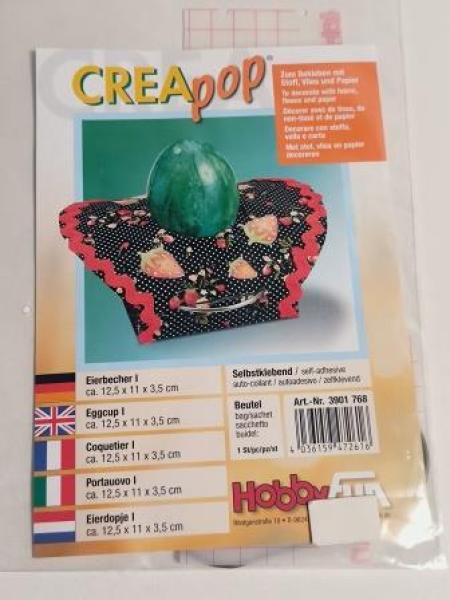 CREApop®
Zum Bekleben mit
Stoff, Vlies und Papier
To decorate with fabric,
fleece and paper
Décorer avec de tissu, de
non-tissé et de papier
Decorare con stoffa,
vello e carta
Met stof, vlies en papier
decoreren
Eierbecher I
ca. 12,5 x 11 x 3,5 cm
Eggcup I
ca. 12,5 x 11 x 3,5 cm
Coquetier I
ca. 12,5 x 11 x 3,5 cm
Portauovo I
ca. 12,5 x 11 x 3,5 cm
Eierdopje I
ca. 12,5 x 11 x 3,5 cm
Selbstklebend / self-adhesive
auto-collant / autoadesivo / zelfklevend
Beutel
bag/sachet
sacchetto
buidel:
1 St/pc/pz/st
Art.-Nr. 3901 768
4 036159 472616
Hobby